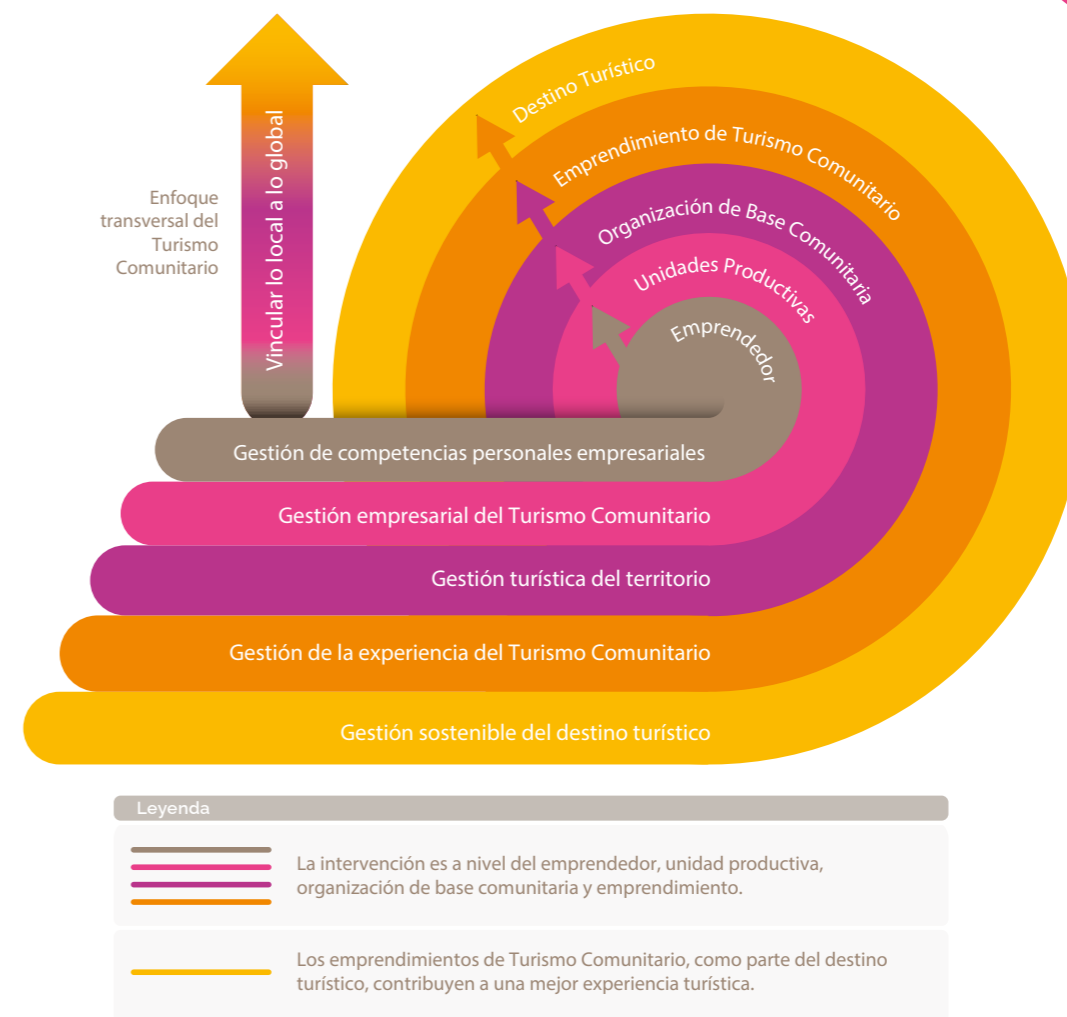 Enfoque
transversal del
Turismo
Comunitario
Vincular lo local a lo global
Destino Turístico
Emprendimiento de Turismo Comunitario
Organización de Base Comunitaria
Unidades Productivas
Emprendedor
Gestión de competencias personales empresariales
Gestión empresarial del Turismo Comunitario
Gestión turística del territorio
Gestión de la experiencia del Turismo Comunitario
Gestión sostenible del destino turístico
Leyenda
La intervención es a nivel del emprendedor, unidad productiva,
organización de base comunitaria y emprendimiento.
Los emprendimientos de Turismo Comunitario, como parte del destino
turístico, contribuyen a una mejor experiencia turística.